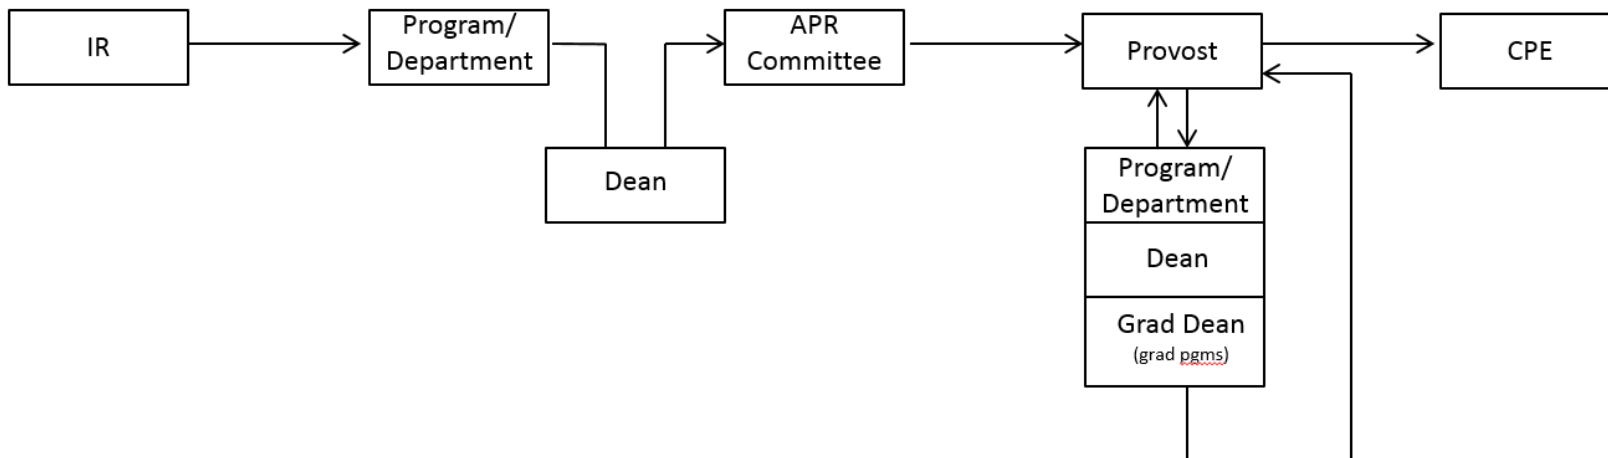 IR
Program/
Department
APR
Committee
Provost
CPE
Dean
Program/
Department
Dean
Grad Dean
(grad pgms)